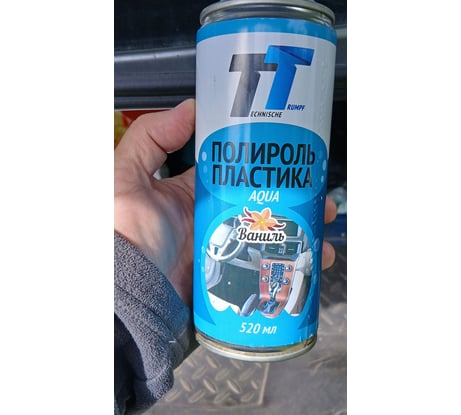 TT
TECHNISCHE TRUMPF
ПОЛИРОЛЬ
ПЛАСТИКА
AQUA
Ваниль
520 мл